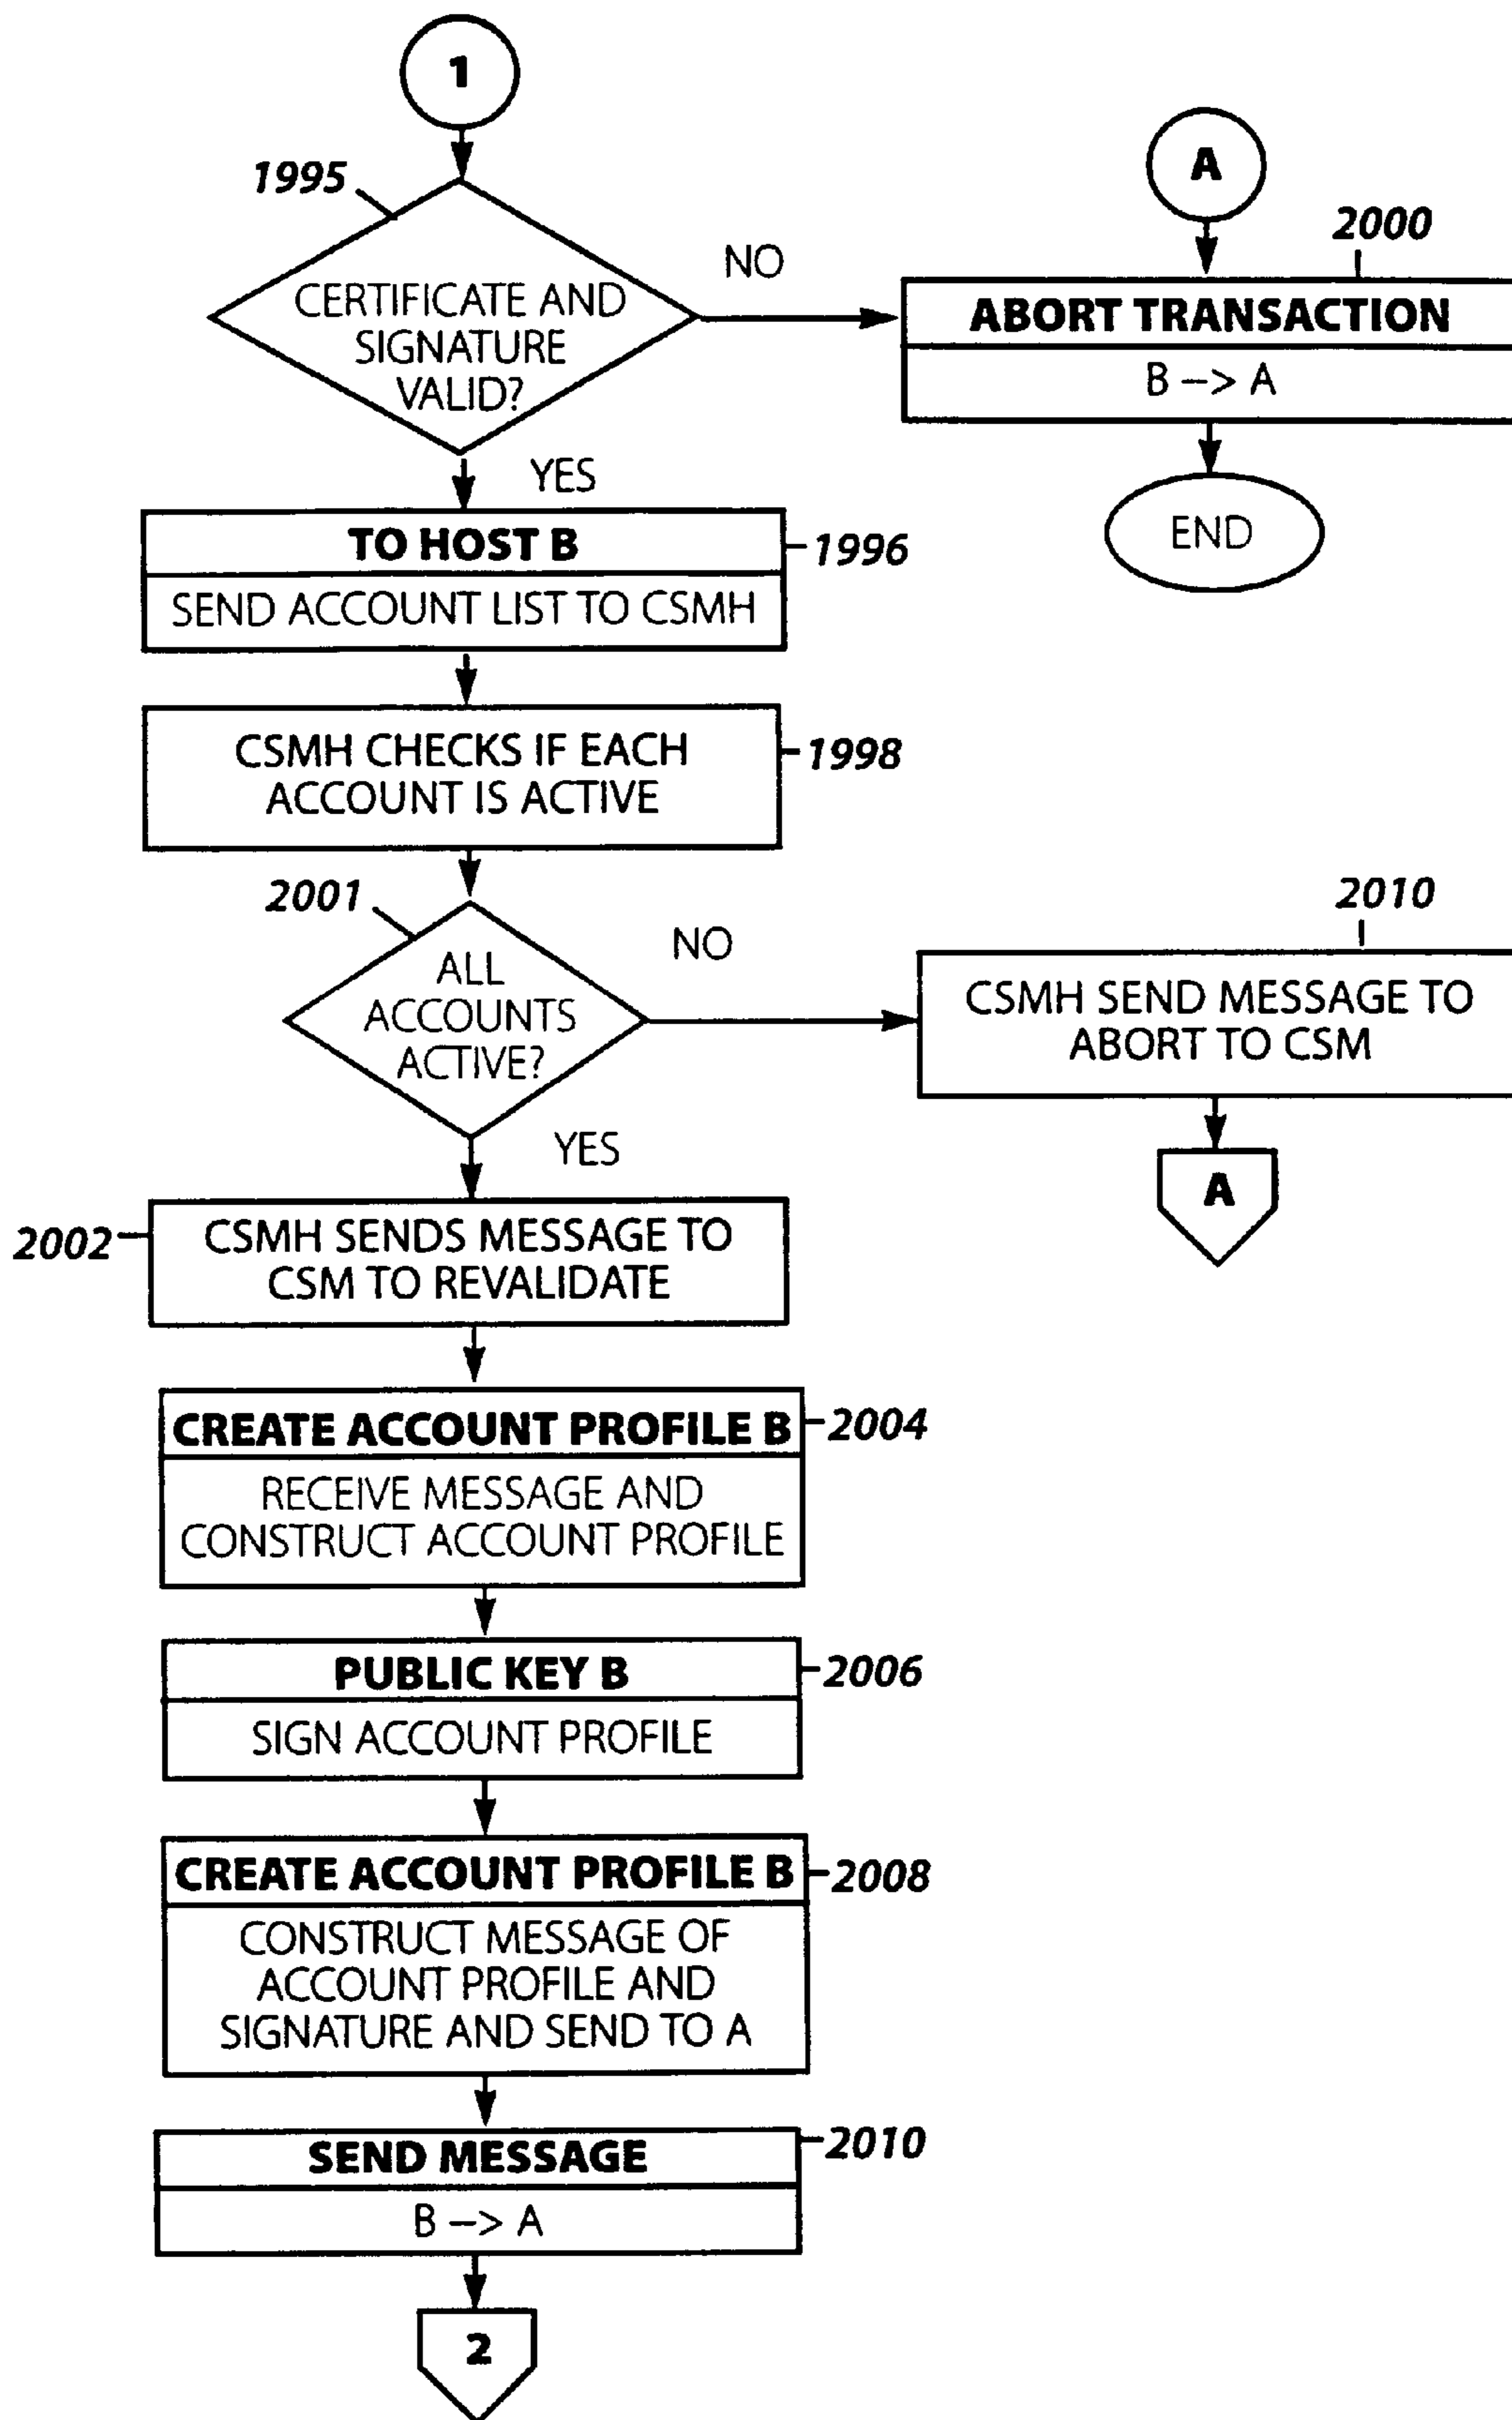 1
1995
CERTIFICATE AND
SIGNATURE
VALID?
NO
A
2000
ABORT TRANSACTION
B –> A
END
YES
TO HOST B
1996
SEND ACCOUNT LIST TO CSMH
CSMH CHECKS IF EACH
ACCOUNT IS ACTIVE
1998
2001
ALL
ACCOUNTS
ACTIVE?
NO
2010
CSMH SEND MESSAGE TO
ABORT TO CSM
A
YES
2002
CSMH SENDS MESSAGE TO
CSM TO REVALIDATE
CREATE ACCOUNT PROFILE B
2004
RECEIVE MESSAGE AND
CONSTRUCT ACCOUNT PROFILE
PUBLIC KEY B
2006
SIGN ACCOUNT PROFILE
CREATE ACCOUNT PROFILE B
2008
CONSTRUCT MESSAGE OF
ACCOUNT PROFILE AND
SIGNATURE AND SEND TO A
SEND MESSAGE
2010
B –> A
2